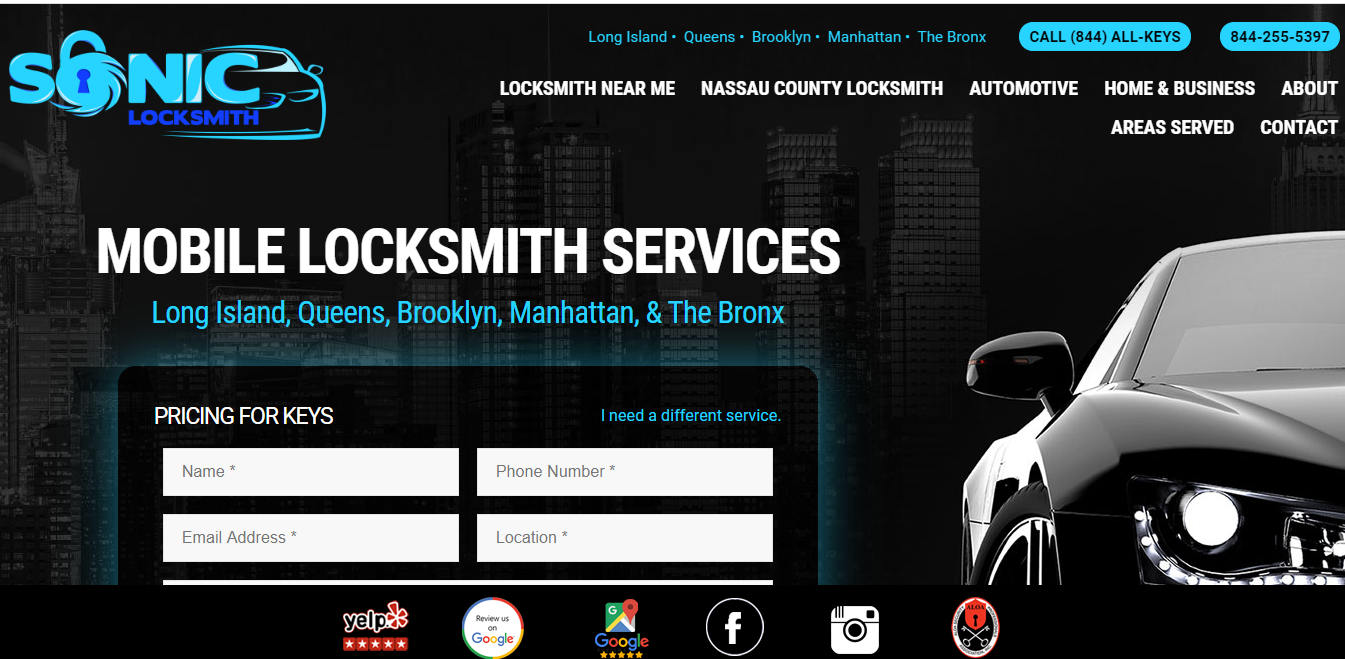 SONIC
LOCKSMITH
Long Island • Queens • Brooklyn • Manhattan • The Bronx
CALL (844) ALL-KEYS
844-255-5397
LOCKSMITH NEAR ME NASSAU COUNTY LOCKSMITH AUTOMOTIVE HOME & BUSINESS ABOUT
AREAS SERVED CONTACT
MOBILE LOCKSMITH SERVICES
Long Island, Queens, Brooklyn, Manhattan, & The Bronx
PRICING FOR KEYS
I need a different service.
Name *
Phone Number *
Email Address *
Location *
yelp
Review us
on
Google
G
Google
f
ALOA